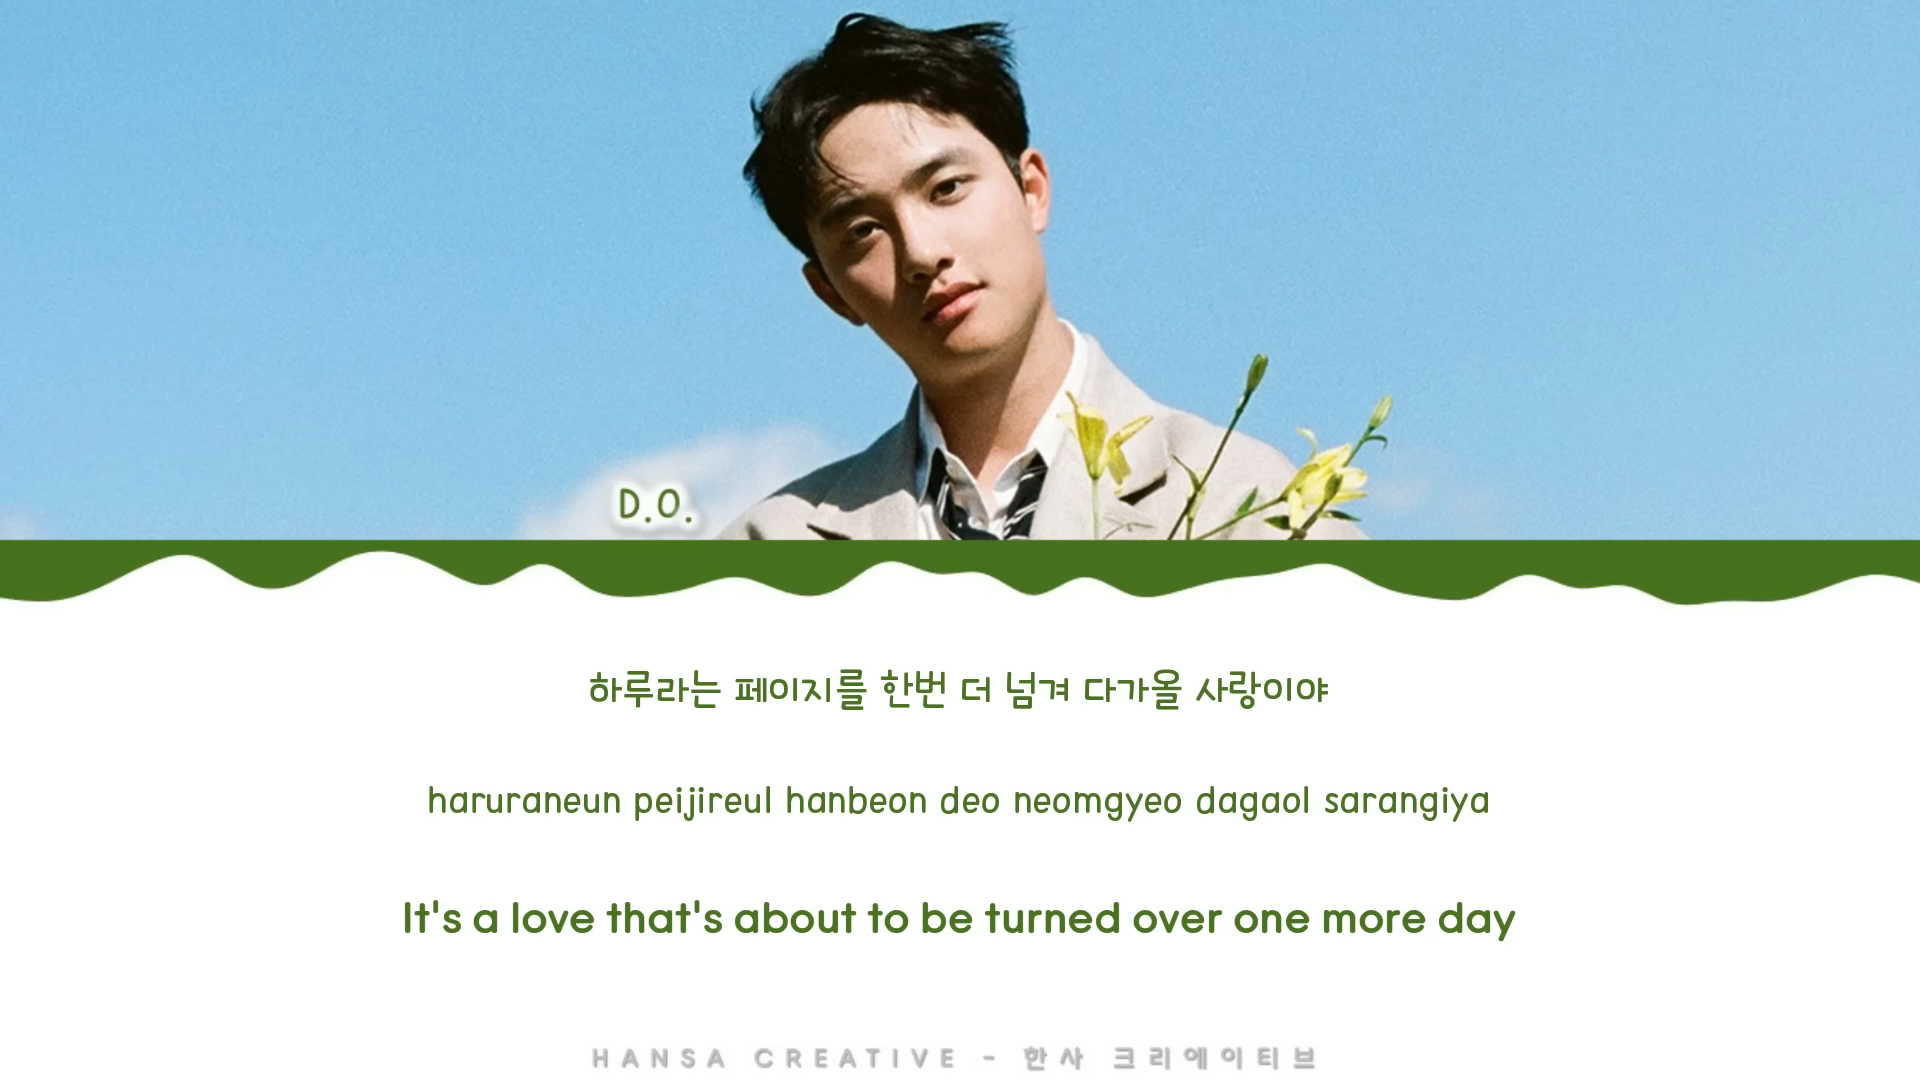 D.O.
하루라는 페이지를 한번 더 넘겨 다가올 사랑이야
haruraneun peijireul hanbeon deo neomgyeo dagaol sarangiya
It's a love that's about to be turned over one more day
HANSA CREATIVE - 한사 크리에이티브